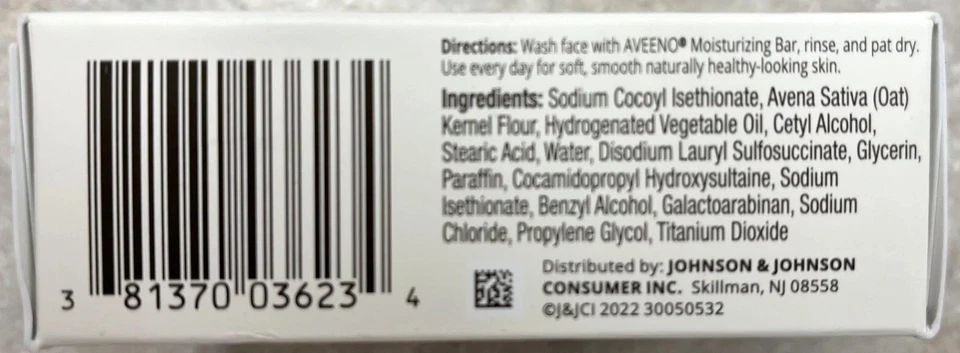 Directions: Wash face with AVEENO® Moisturizing Bar, rinse, and pat dry.
Use every day for soft, smooth naturally healthy-looking skin.
Ingredients: Sodium Cocoyl Isethionate, Avena Sativa (Oat)
Kernel Flour, Hydrogenated Vegetable Oil, Cetyl Alcohol,
Stearic Acid, Water, Disodium Lauryl Sulfosuccinate, Glycerin,
Paraffin, Cocamidopropyl Hydroxysultaine, Sodium
Isethionate, Benzyl Alcohol, Galactoarabinan, Sodium
Chloride, Propylene Glycol, Titanium Dioxide
Distributed by: JOHNSON & JOHNSON
CONSUMER INC. Skillman, NJ 08558
©J&JCI 2022 30050532
3 81370 03623 4